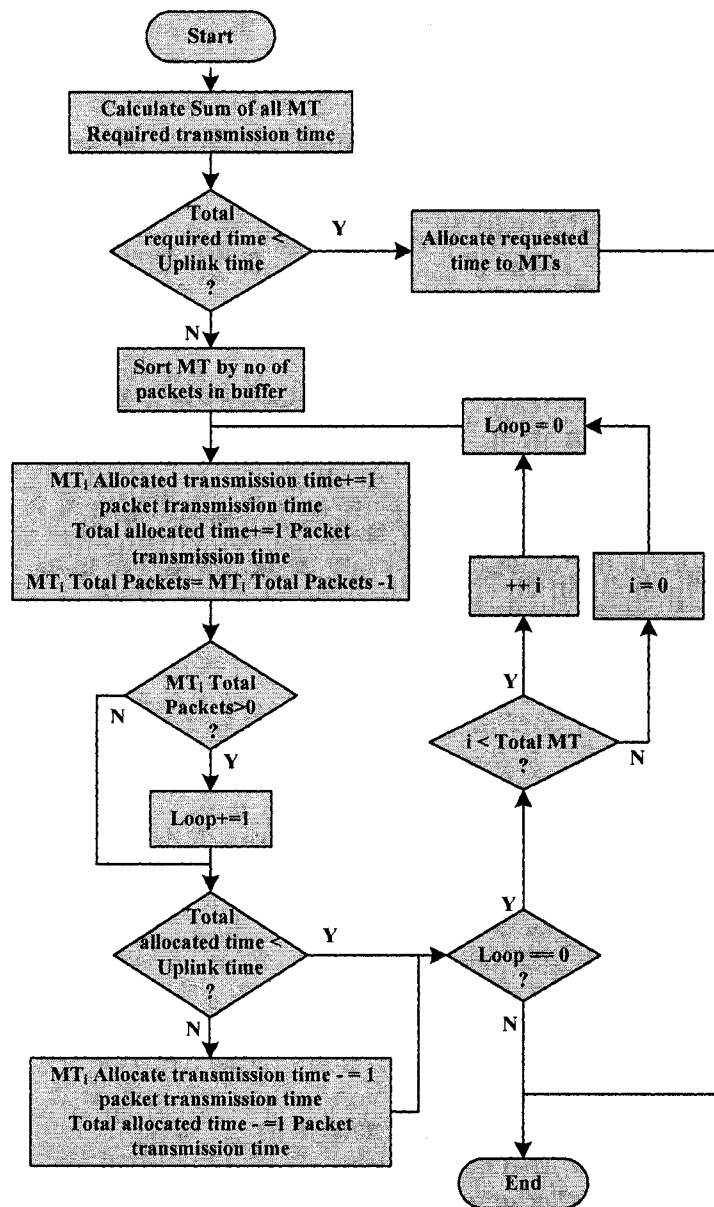 Start
Calculate Sum of all MT
Required transmission time
Total
required time <
Uplink time
?
Y
Allocate requested
time to MTs
N
Sort MT by no of
packets in buffer
Loop = 0
MTi Allocated transmission time+=1
packet transmission time
Total allocated time+=1 Packet
transmission time
MTi Total Packets= MTi Total Packets -1
++ i
i = 0
MTi Total
Packets>0
?
N
Y
Y
i < Total MT
?
N
Loop+=1
Total
allocated time <
Uplink time
?
Y
Y
Loop == 0
?
N
N
MTi Allocate transmission time - = 1
packet transmission time
Total allocated time - =1 Packet
transmission time
End